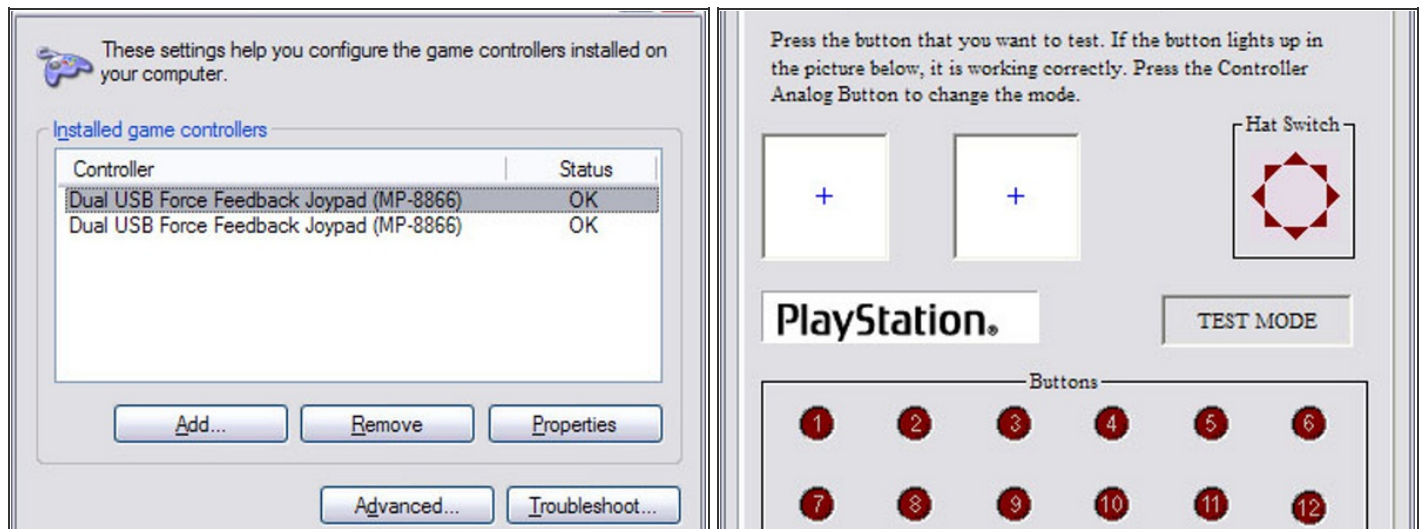 These settings help you configure the game controllers installed on
your computer.
Installed game controllers
Controller Status
Dual USB Force Feedback Joypad (MP-8866) OK
Dual USB Force Feedback Joypad (MP-8866) OK
Add... Remove Properties
Advanced... Troubleshoot...
Press the button that you want to test. If the button lights up in
the picture below, it is working correctly. Press the Controller
Analog Button to change the mode.
Hat Switch
PlayStation®
TEST MODE
Buttons
1 2 3 4 5 6
7 8 9 10 11 12